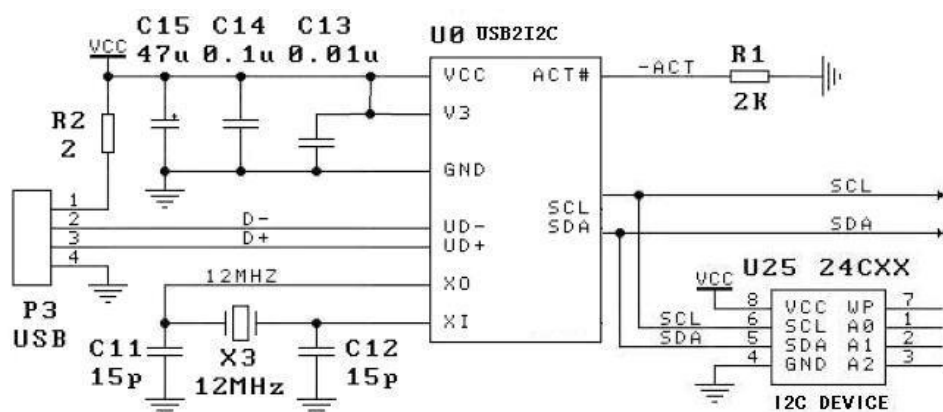 C15 C14 C13
VCC 47u 0.1u 0.01u
U0 USB2I2C
VCC ACT# -ACT R1
2K
V3
R2
2
GND
SCL
SCL
SDA
SDA
1
2 D- UD-
3 D+ UD+
4
P3
USB
12MHZ XO
XI
C11 X3 C12
15p 12MHz 15p
U25 24CXX
VCC
8 VCC WP 7
SCL 6 SCL A0 1
SDA 5 SDA A1 2
4 GND A2 3
I2C DEVICE